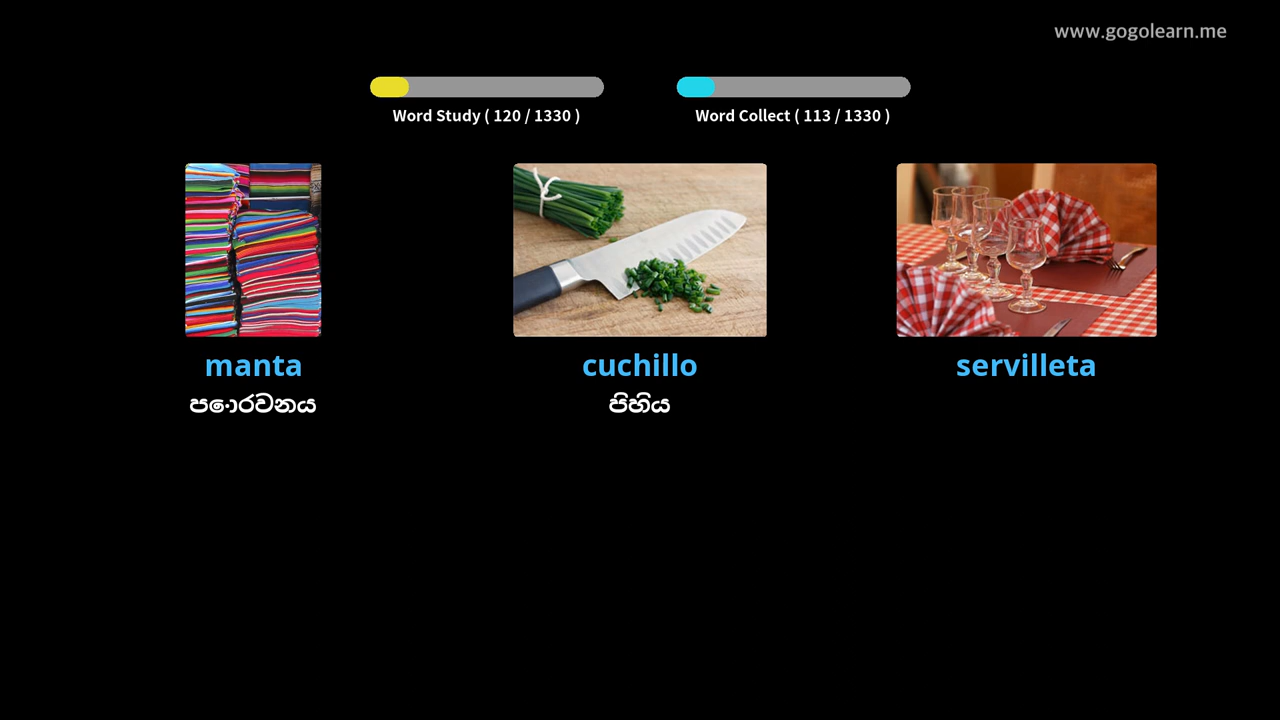 www.gogolearn.me
Word Study ( 120 / 1330 )
Word Collect ( 113 / 1330 )
manta
cuchillo
servilleta
පෞරවනය
පිහිය